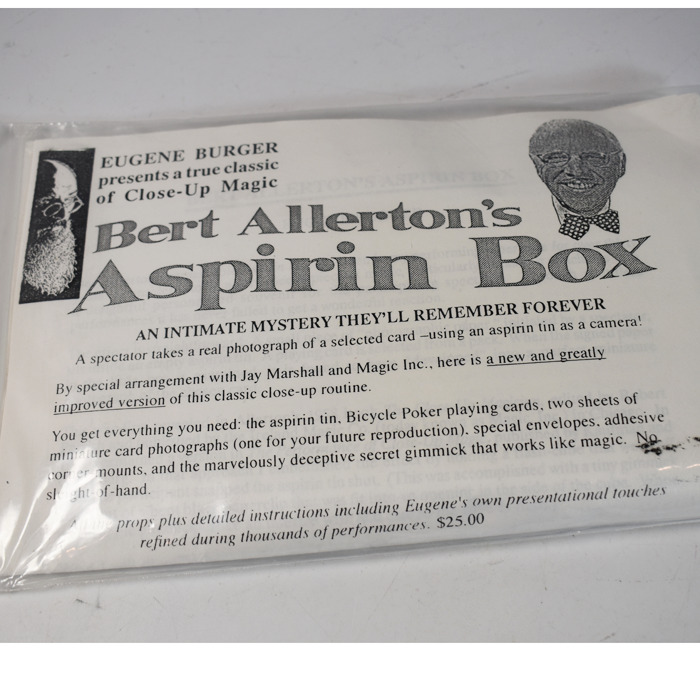 EUGENE BURGER
presents a true classic
of Close-Up Magic
Bert Allerton's
Aspirin Box
AN INTIMATE MYSTERY THEY'LL REMEMBER FOREVER
A spectator takes a real photograph of a selected card –using an aspirin tin as a camera!
By special arrangement with Jay Marshall and Magic Inc., here is a new and greatly
improved version of this classic close-up routine.
You get everything you need: the aspirin tin, Bicycle Poker playing cards, two sheets of
miniature card photographs (one for your future reproduction), special envelopes, adhesive
corner mounts, and the marvelously deceptive secret gimmick that works like magic. No
sleight-of-hand.
props plus detailed instructions including Eugene's own presentational touches
refined during thousands of performances. $25.00